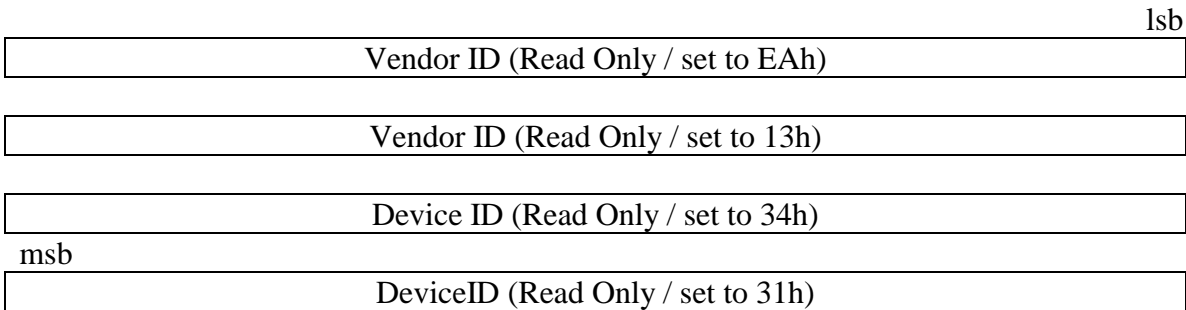 lsb
Vendor ID (Read Only / set to EAh)
Vendor ID (Read Only / set to 13h)
Device ID (Read Only / set to 34h)
msb
DeviceID (Read Only / set to 31h)